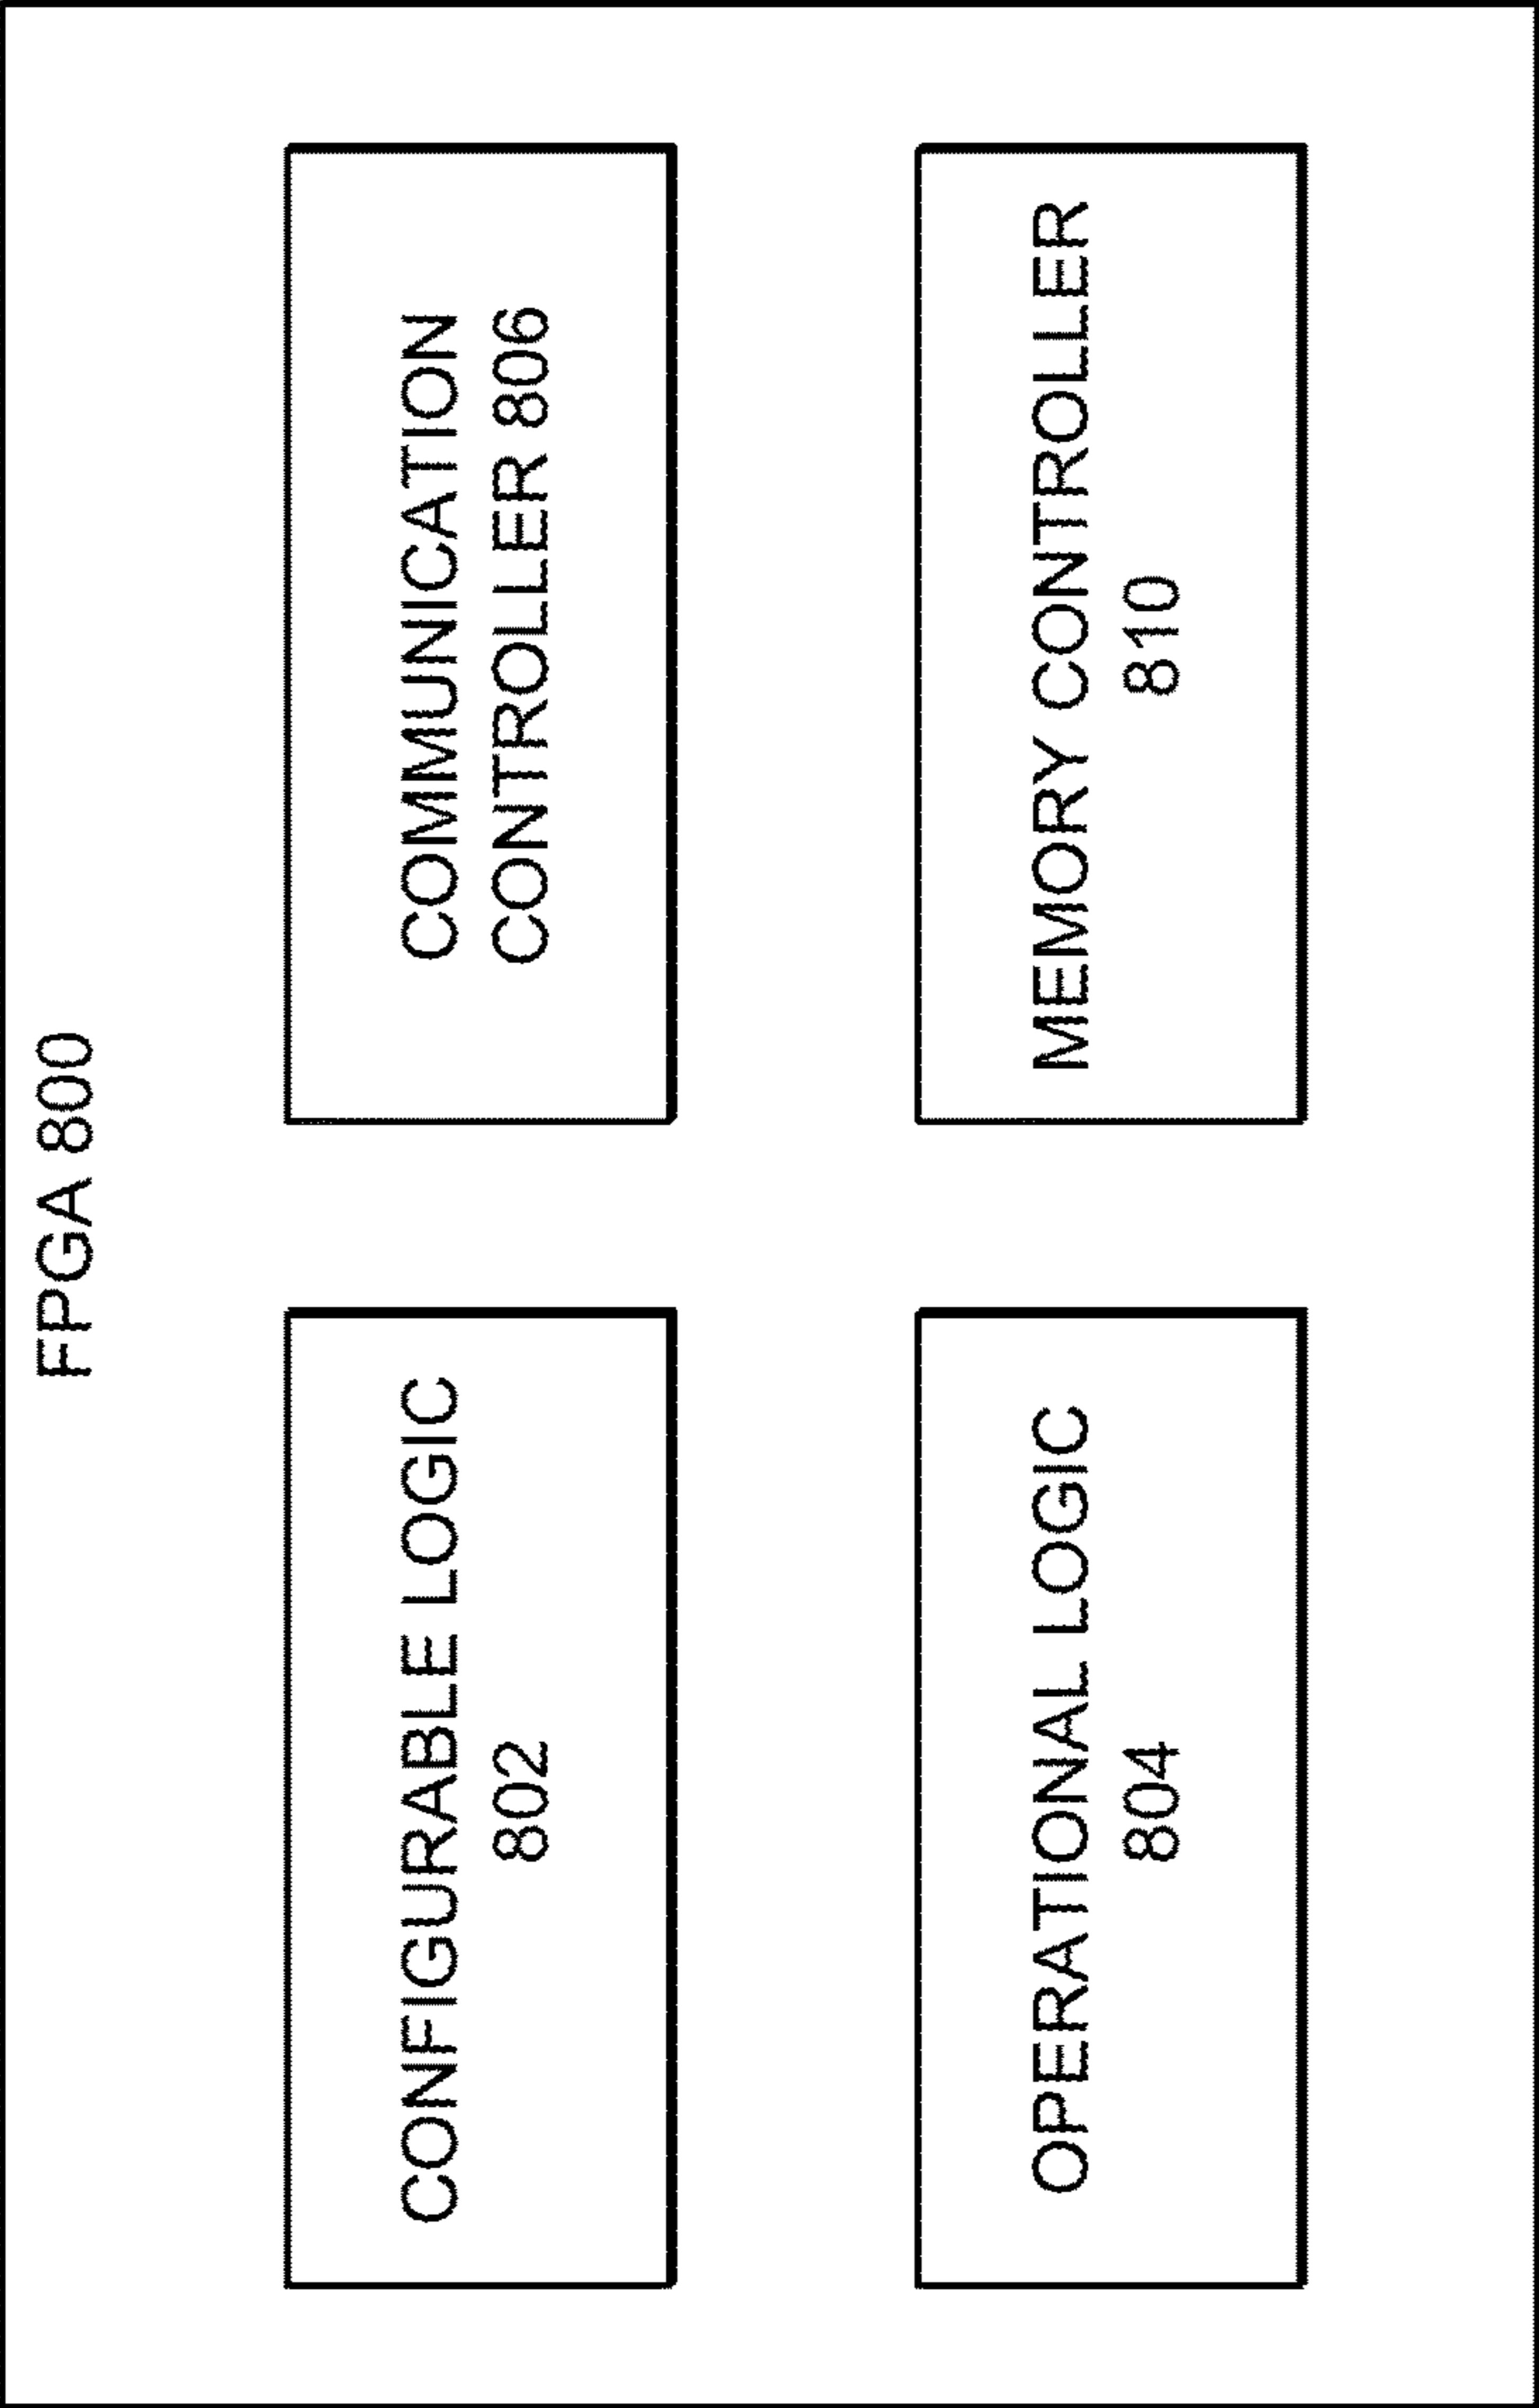 FPGA 800
CONFIGURABLE LOGIC
802
COMMUNICATION
CONTROLLER 806
OPERATIONAL LOGIC
804
MEMORY CONTROLLER
810